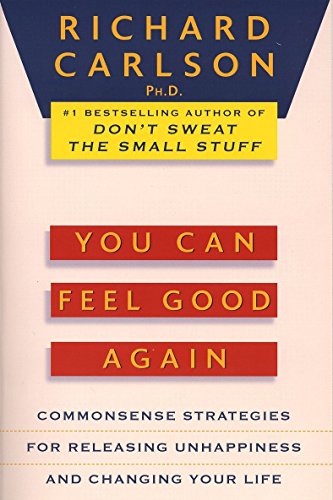 RICHARD
CARLSON
PH.D.
#1 BESTSELLING AUTHOR OF
DON'T SWEAT
THE SMALL STUFF
YOU CAN
FEEL GOOD
AGAIN
COMMONSENSE STRATEGIES
FOR RELEASING UNHAPPINESS
AND CHANGING YOUR LIFE